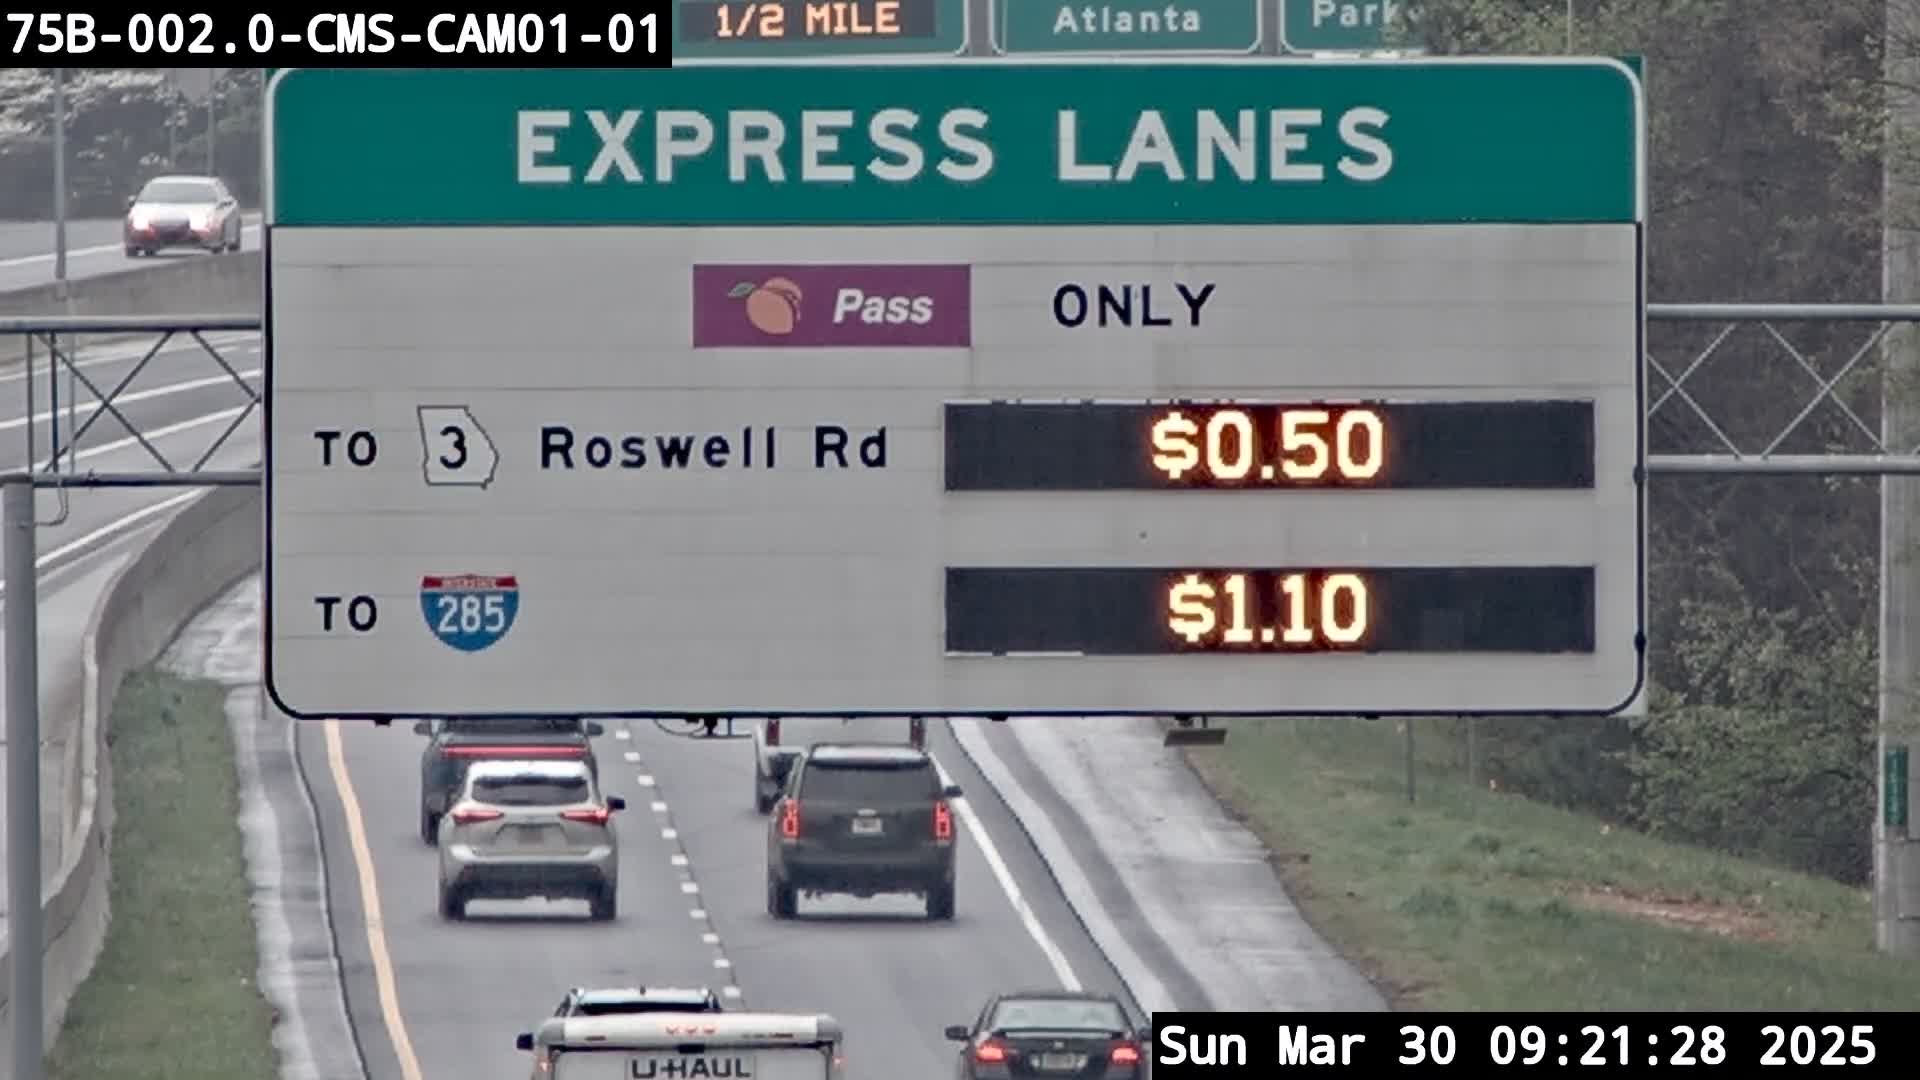 75B-002.0-CMS-CAM01-01
1/2 MILE
Atlanta
EXPRESS LANES
Pass ONLY
TO 3 Roswell Rd $0.50
INTERSTATE
TO 285 $1.10
U-HAUL
Sun Mar 30 09:21:28 2025